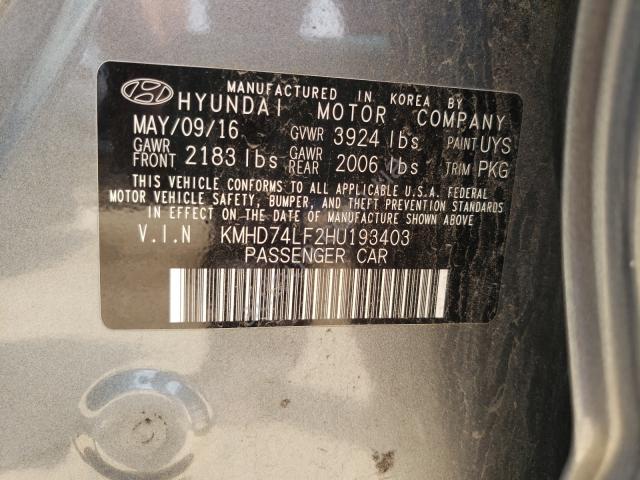 MANUFACTURED IN KOREA BY
HYUNDAI MOTOR COMPANY
MAY/09/16 GVWR 3924 lbs PAINT UYS
GAWR FRONT 2183 lbs GAWR REAR 2006 lbs TRIM PKG
THIS VEHICLE CONFORMS TO ALL APPLICABLE U.S.A. FEDERAL
MOTOR VEHICLE SAFETY, BUMPER, AND THEFT PREVENTION STANDARDS
IN EFFECT ON THE DATE OF MANUFACTURE SHOWN ABOVE.
V.I.N KMHD74LF2HU193403
PASSENGER CAR